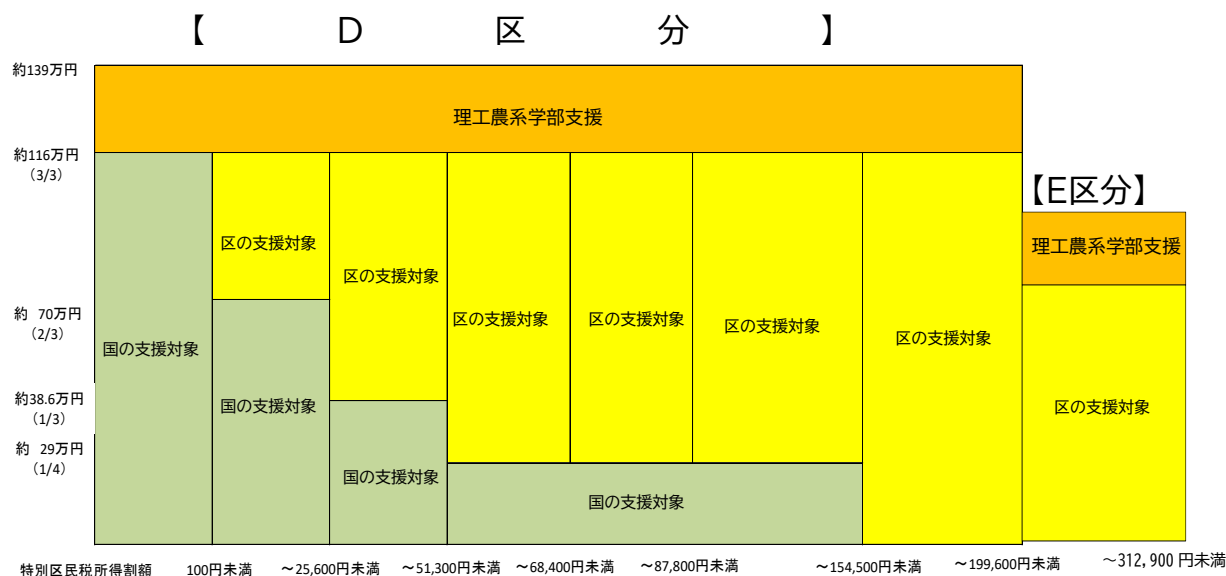 【D区分】
約139万円
理工農系学部支援
約116万円
(3/3)
【E区分】
理工農系学部支援
区の支援対象
区の支援対象
約 70万円
(2/3)
区の支援対象
区の支援対象
区の支援対象
区の支援対象
国の支援対象
約38.6万円
(1/3)
国の支援対象
区の支援対象
約 29万円
(1/4)
国の支援対象
国の支援対象
特別区民税所得割額 100円未満 ~25,600円未満 ~51,300円未満 ~68,400円未満 ~87,800円未満 ~154,500円未満 ~199,600円未満 ~312,900 円未満